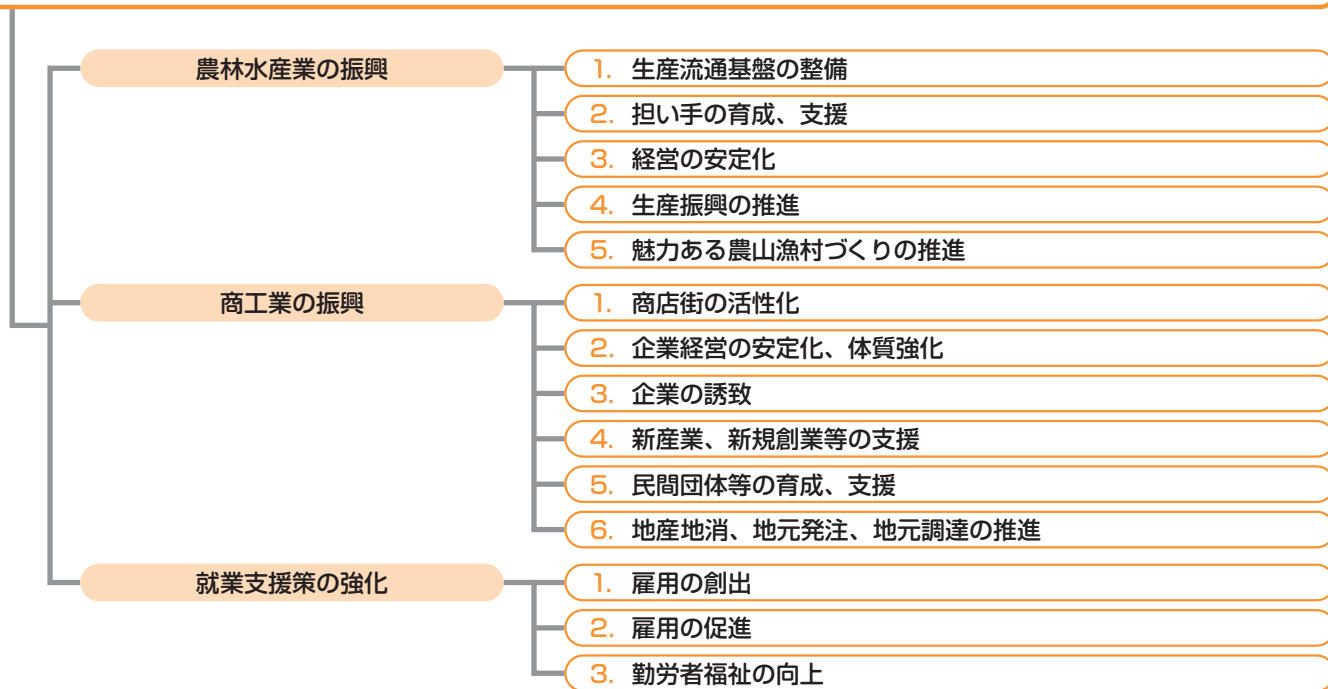 農林水産業の振興
1. 生産流通基盤の整備
2. 担い手の育成、支援
3. 経営の安定化
4. 生産振興の推進
5. 魅力ある農山漁村づくりの推進
商工業の振興
1. 商店街の活性化
2. 企業経営の安定化、体質強化
3. 企業の誘致
4. 新産業、新規創業等の支援
5. 民間団体等の育成、支援
6. 地産地消、地元発注、地元調達の推進
就業支援策の強化
1. 雇用の創出
2. 雇用の促進
3. 勤労者福祉の向上